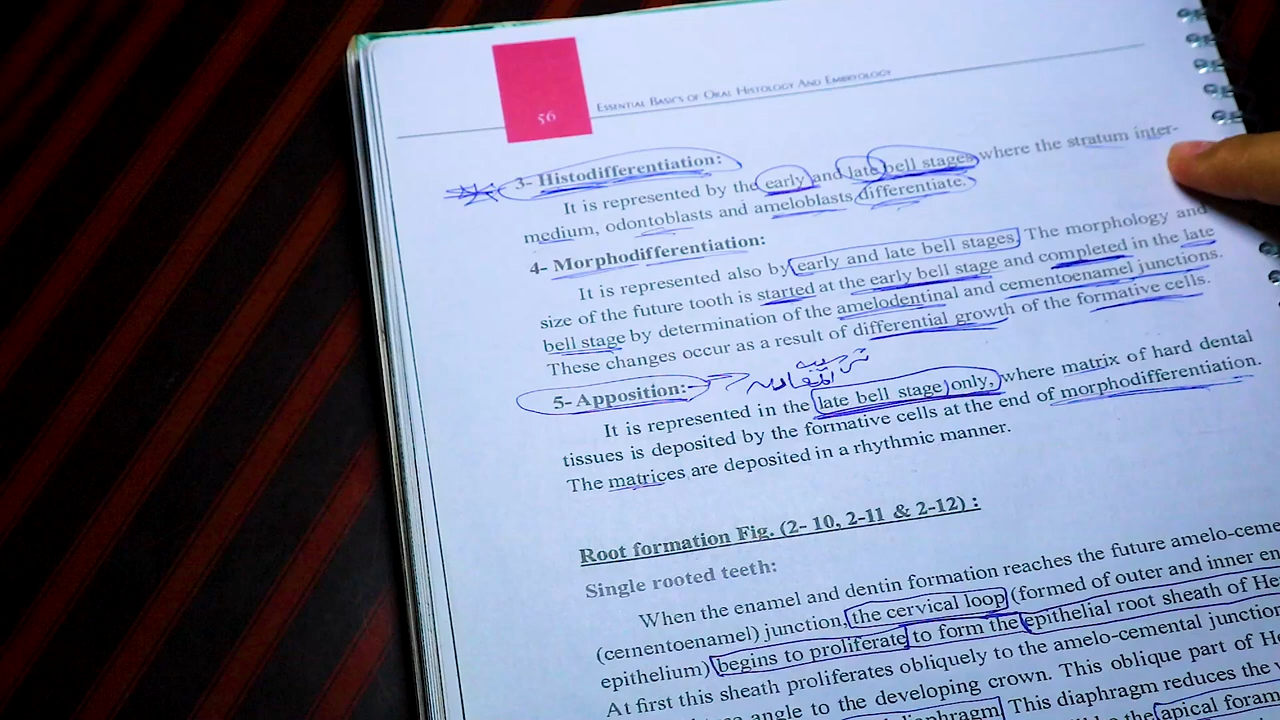 56
ESSENTIAL BASICS OF ORAL HISTOLOGY AND EMBRYOLOGY
3- Histodifferentiation:
It is represented by the early and late bell stages where the stratum inter-
medium, odontoblasts and ameloblasts differentiate.
4- Morphodifferentiation:
It is represented also by early and late bell stages. The morphology and
size of the future tooth is started at the early bell stage and completed in the late
bell stage by determination of the amelodentinal and cementoenamel junctions.
These changes occur as a result of differential growth of the formative cells.
5- Apposition:
It is represented in the late bell stage only, where matrix of hard dental
tissues is deposited by the formative cells at the end of morphodifferentiation.
The matrices are deposited in a rhythmic manner.
Root formation Fig. (2- 10, 2-11 & 2-12) :
Single rooted teeth:
When the enamel and dentin formation reaches the future amelo-ceme
(cementoenamel) junction, the cervical loop (formed of outer and inner en
epithelium) begins to proliferate to form the epithelial root sheath of He
At first this sheath proliferates obliquely to the amelo-cemental junction
angle to the developing crown. This oblique part of He
diaphragm. This diaphragm reduces the
apical foram